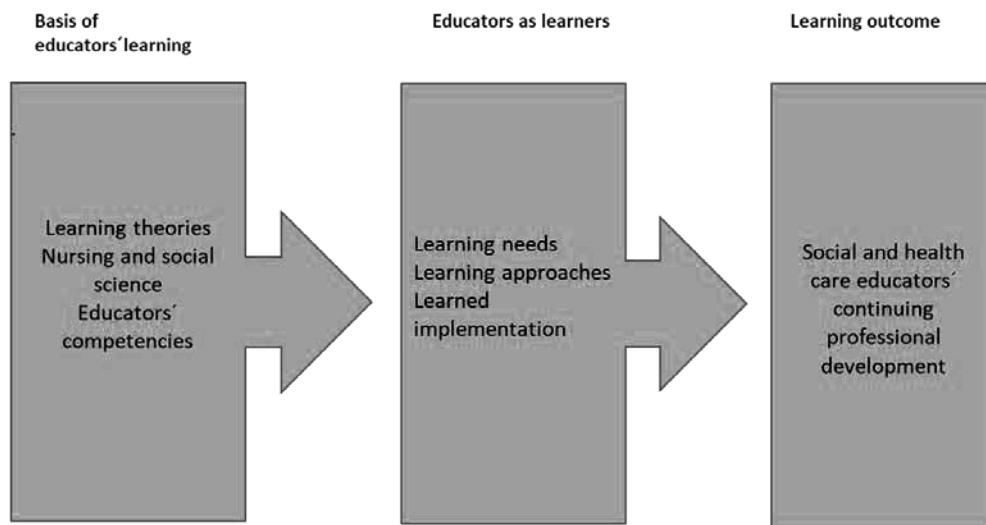 Basis of
educators´learning
Educators as learners
Learning outcome
Learning theories
Nursing and social
science
Educators´
competencies
Learning needs
Learning approaches
Learned
implementation
Social and health
care educators´
continuing
professional
development